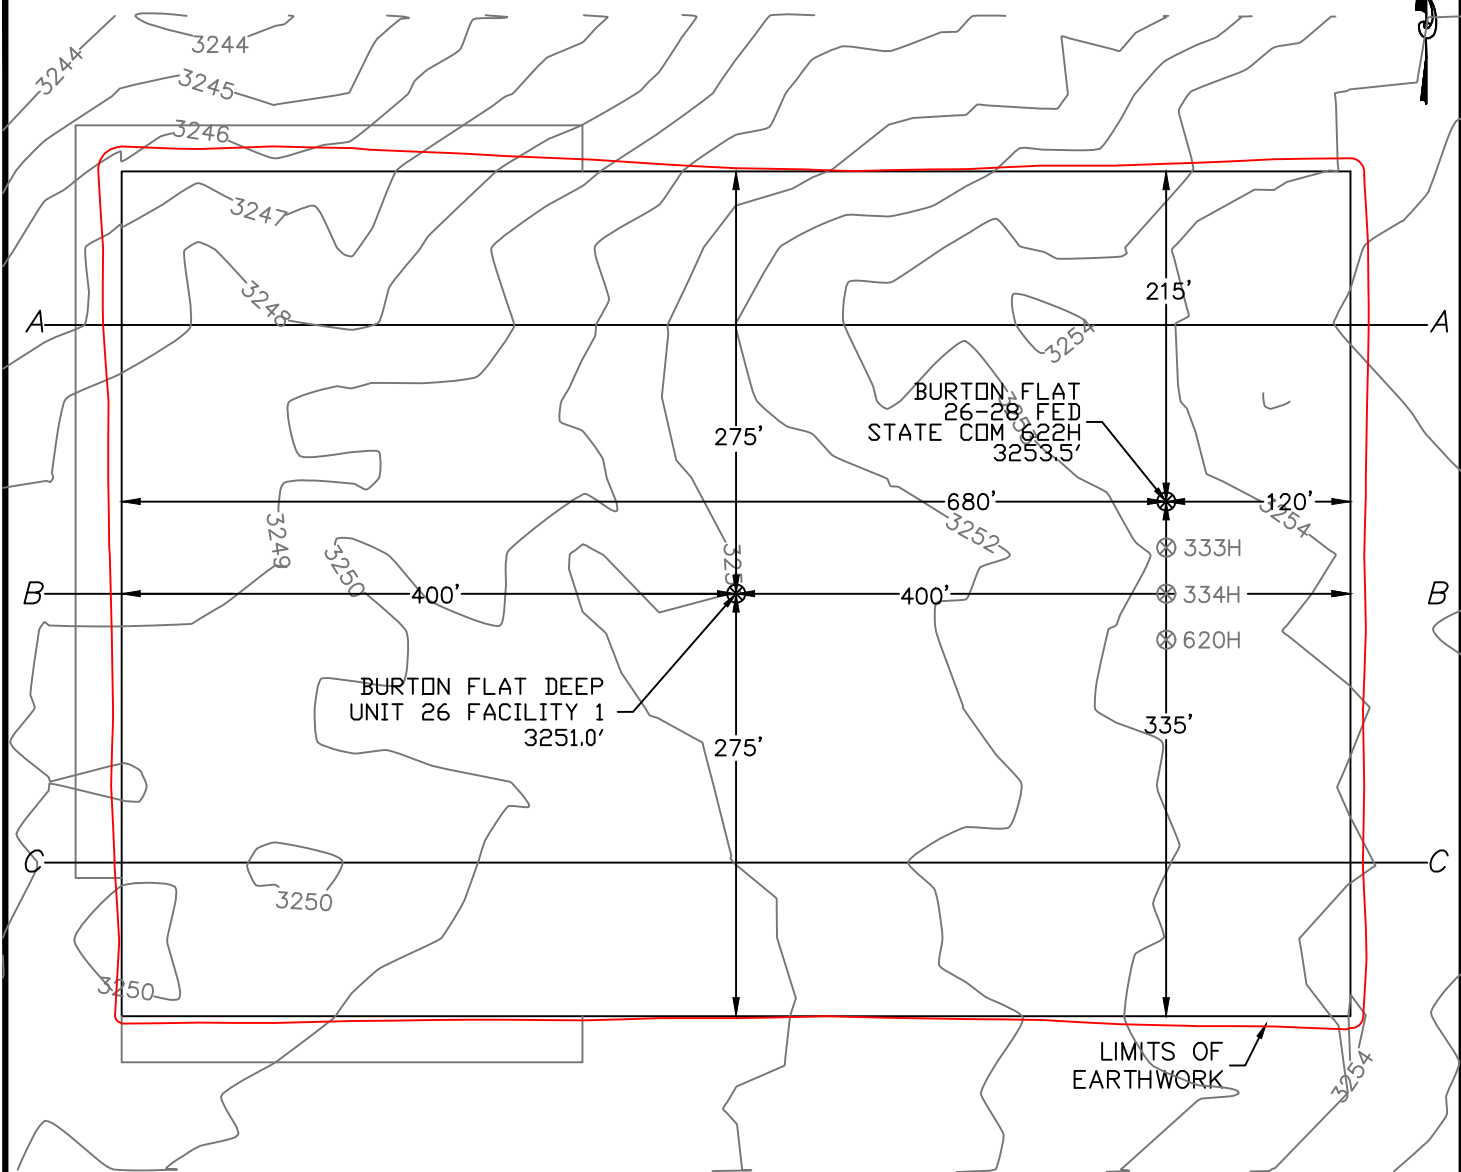 3244
3244
3245
3246
3247
3248
A
A
215'
3254
BURTON FLAT
26-28 FED
STATE COM 622H
3253.5'
3253
275'
680'
120'
3249
3250
3252
3254
333H
B
400'
400'
334H
B
620H
BURTON FLAT DEEP
UNIT 26 FACILITY 1
3251.0'
275'
335'
C
C
3250
3250
LIMITS OF
EARTHWORK
3254